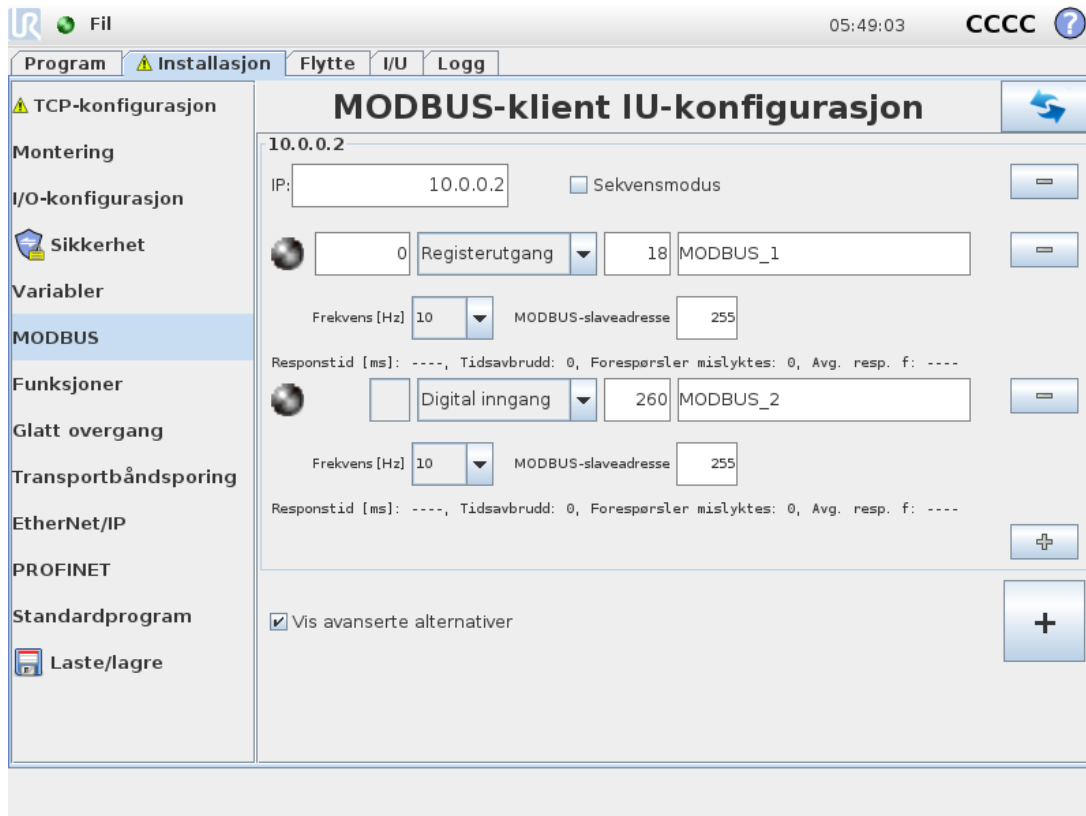 UR Fil 05:49:03 CCCC ?
Program Installasjon Flytte I/U Logg
TCP-konfigurasjon
Montering
I/O-konfigurasjon
Sikkerhet
Variabler
MODBUS
Funksjoner
Glatt overgang
Transportbåndsporing
EtherNet/IP
PROFINET
Standardprogram
Laste/lagre
MODBUS-klient IU-konfigurasjon
10.0.0.2
IP: 10.0.0.2 Sekvensmodus
0 Registerutgang 18 MODBUS_1
Frekvens [Hz] 10 MODBUS-slaveadresse 255
Responstid [ms]: ----, Tidsavbrudd: 0, Forespørsler mislyktes: 0, Avg. resp. f: ----
Digital inngang 260 MODBUS_2
Frekvens [Hz] 10 MODBUS-slaveadresse 255
Responstid [ms]: ----, Tidsavbrudd: 0, Forespørsler mislyktes: 0, Avg. resp. f: ----
Vis avanserte alternativer